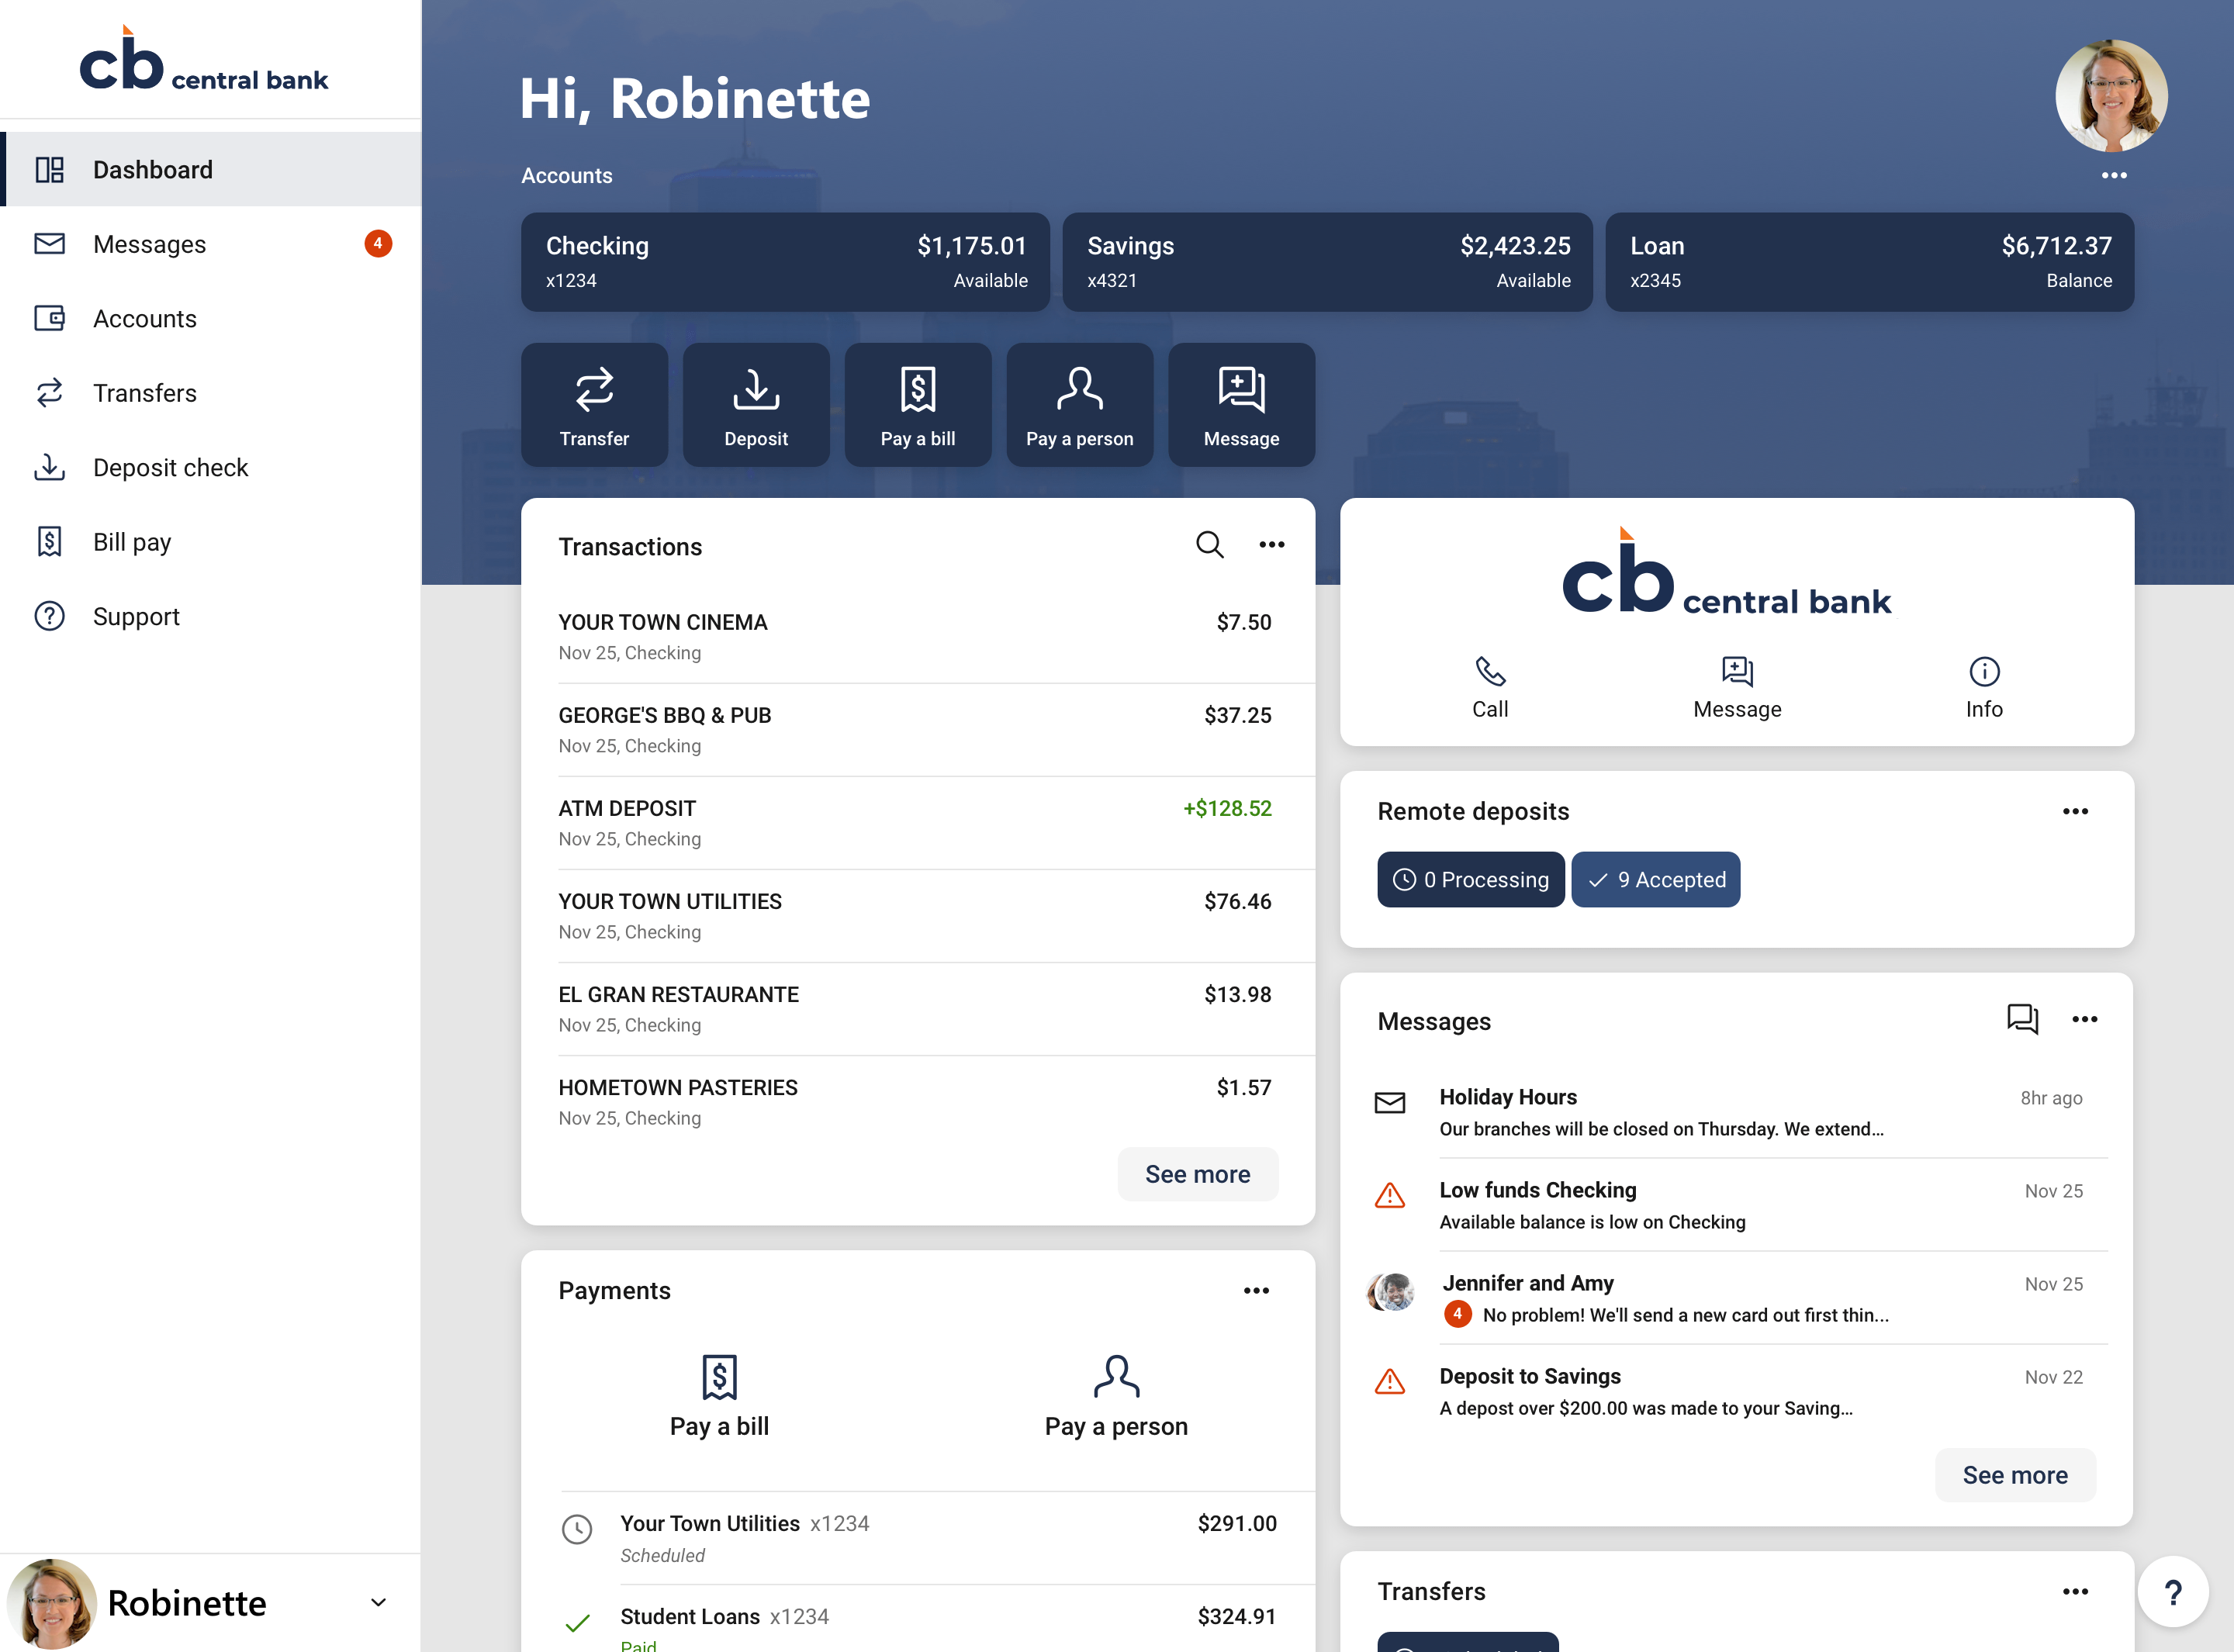 cb central bank
Dashboard
Messages 4
Accounts
Transfers
Deposit check
Bill pay
Support
Robinette
Hi, Robinette
Accounts
Checking $1,175.01
x1234 Available
Savings $2,423.25
x4321 Available
Loan $6,712.37
x2345 Balance
Transfer
Deposit
Pay a bill
Pay a person
Message
Transactions
YOUR TOWN CINEMA $7.50
Nov 25, Checking
GEORGE'S BBQ & PUB $37.25
Nov 25, Checking
ATM DEPOSIT +$128.52
Nov 25, Checking
YOUR TOWN UTILITIES $76.46
Nov 25, Checking
EL GRAN RESTAURANTE $13.98
Nov 25, Checking
HOMETOWN PASTERIES $1.57
Nov 25, Checking
See more
Payments
Pay a bill
Pay a person
Your Town Utilities x1234 $291.00
Scheduled
Student Loans x1234 $324.91
Paid
cb central bank
Call
Message
Info
Remote deposits
0 Processing
9 Accepted
Messages
Holiday Hours 8hr ago
Our branches will be closed on Thursday. We extend...
Low funds Checking Nov 25
Available balance is low on Checking
Jennifer and Amy Nov 25
4 No problem! We'll send a new card out first thin...
Deposit to Savings Nov 22
A depost over $200.00 was made to your Saving...
See more
Transfers
?